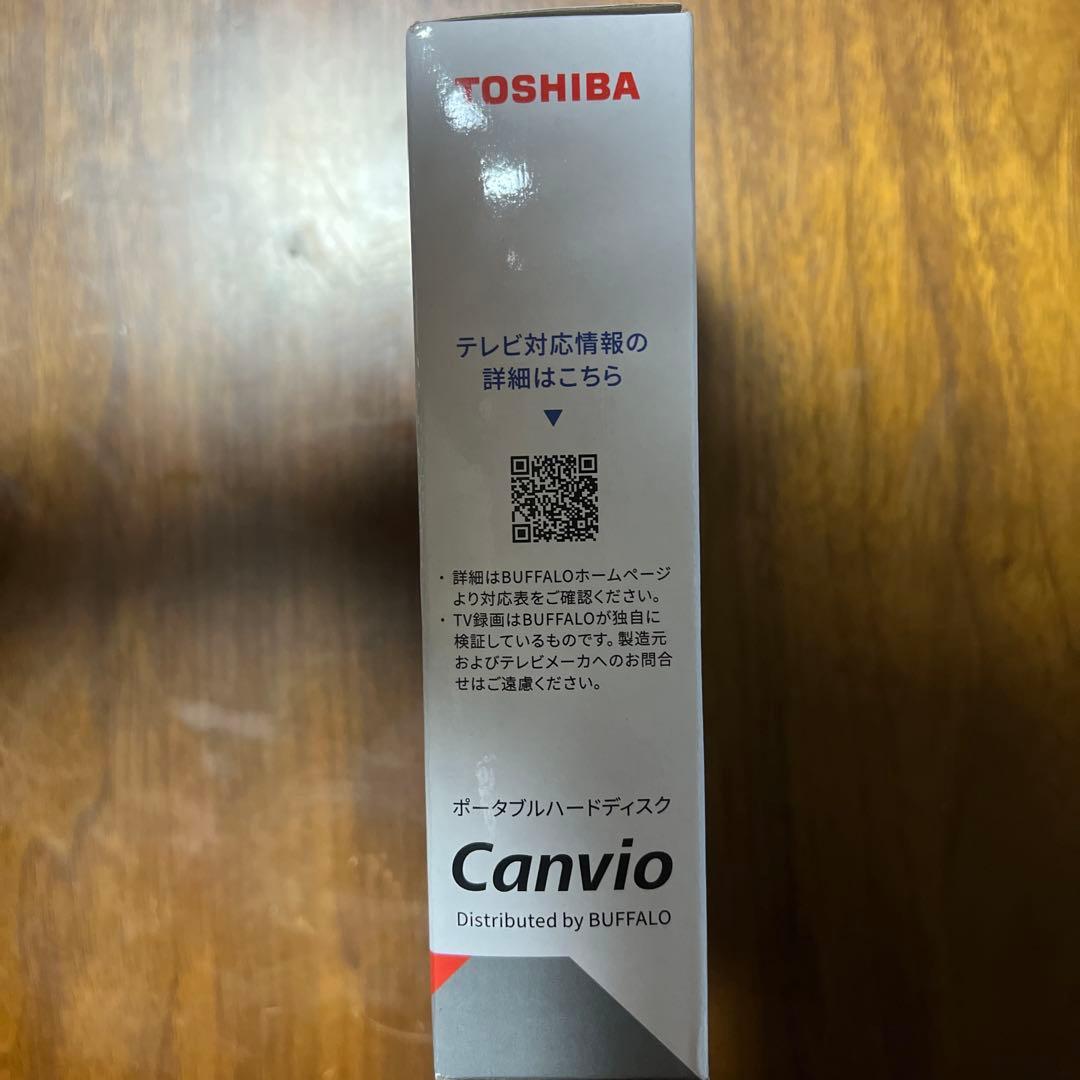 TOSHIBA
テレビ対応情報の
詳細はこちら
▼
・詳細はBUFFALOホームページ
より対応表をご確認ください。
・TV録画はBUFFALOが独自に
検証しているものです。製造元
およびテレビメーカへのお問合
せはご遠慮ください。
ポータブルハードディスク
Canvio
Distributed by BUFFALO